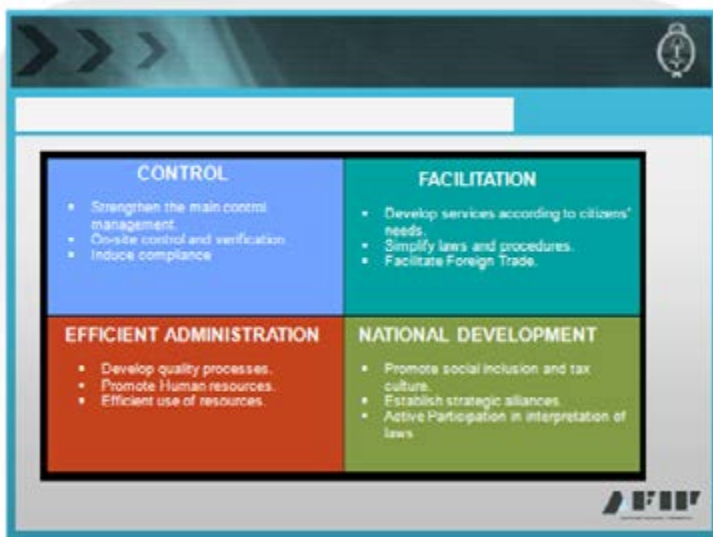 CONTROL
▪ Strengthen the main control
management.
▪ On-site control and verification.
▪ Induce compliance
FACILITATION
▪ Develop services according to citizens'
needs.
▪ Simplify laws and procedures.
▪ Facilitate Foreign Trade.
EFFICIENT ADMINISTRATION
▪ Develop quality processes.
▪ Promote Human resources.
▪ Efficient use of resources.
NATIONAL DEVELOPMENT
▪ Promote social inclusion and tax
culture.
▪ Establish strategic alliances.
▪ Active Participation in interpretation of
laws
AFIP